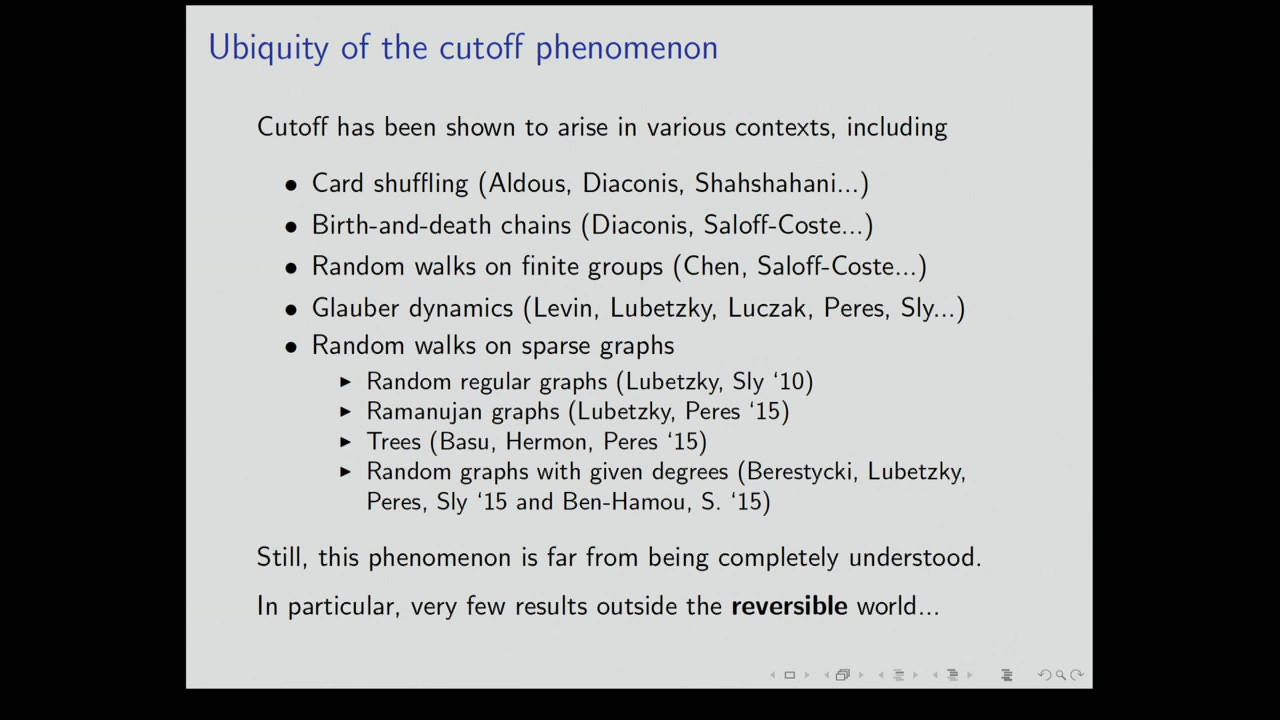 Ubiquity of the cutoff phenomenon
Cutoff has been shown to arise in various contexts, including
• Card shuffling (Aldous, Diaconis, Shahshahani...)
• Birth-and-death chains (Diaconis, Saloff-Coste...)
• Random walks on finite groups (Chen, Saloff-Coste...)
• Glauber dynamics (Levin, Lubetzky, Luczak, Peres, Sly...)
• Random walks on sparse graphs
▶ Random regular graphs (Lubetzky, Sly ‘10)
▶ Ramanujan graphs (Lubetzky, Peres ‘15)
▶ Trees (Basu, Hermon, Peres ‘15)
▶ Random graphs with given degrees (Berestycki, Lubetzky,
Peres, Sly ‘15 and Ben-Hamou, S. ‘15)
Still, this phenomenon is far from being completely understood.
In particular, very few results outside the reversible world...